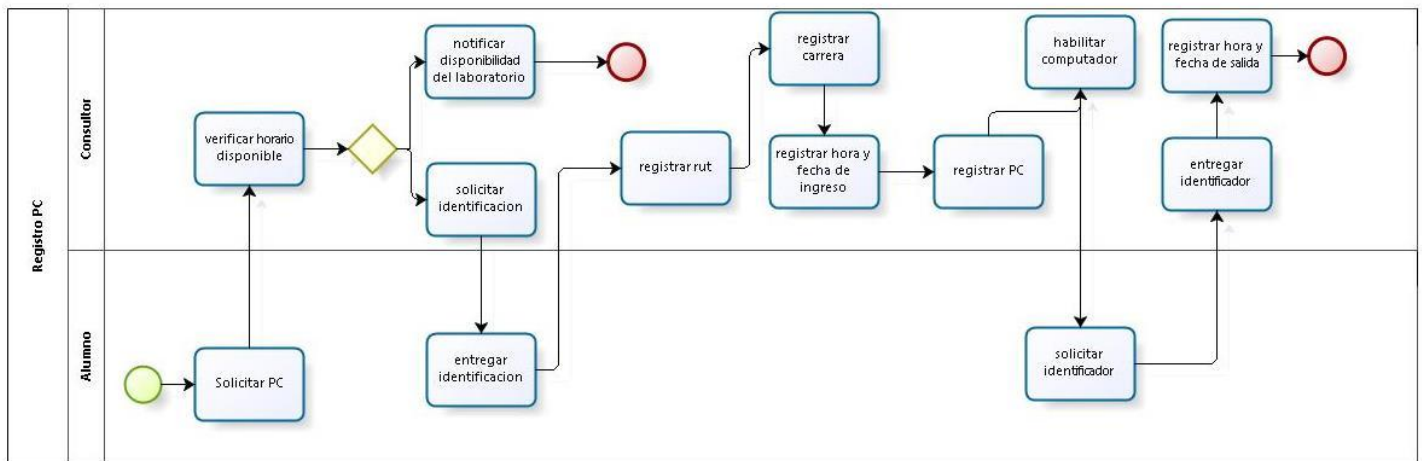 Registro PC
Consultor
Alumno
notificar
disponibilidad
del laboratorio
verificar horario
disponible
solicitar
identificacion
registrar rut
registrar
carrera
registrar hora y
fecha de
ingreso
registrar PC
habilitar
computador
registrar hora y
fecha de salida
entregar
identificador
Solicitar PC
entregar
identificacion
solicitar
identificador